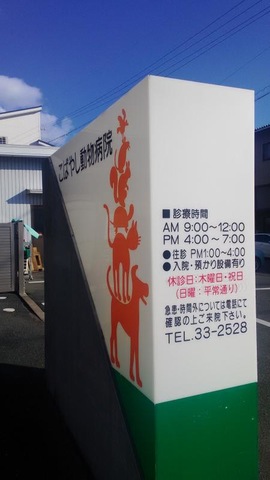 こばやし動物病院
■診療時間
AM 9:00~12:00
PM 4:00~7:00
●往診 PM1:00~4:00
●入院・預かり設備有り
休診日:木曜日・祝日
(日曜:平常通り)
急患・時間外については電話にて
確認の上ご来院下さい。
TEL.33-2528